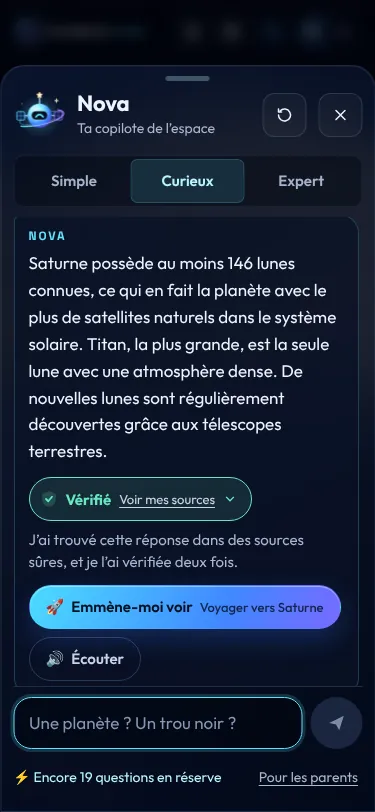 Nova
Ta copilote de l'espace
Simple
Curieux
Expert
NOVA
Saturne possède au moins 146 lunes
connues, ce qui en fait la planète avec le
plus de satellites naturels dans le système
solaire. Titan, la plus grande, est la seule
lune avec une atmosphère dense. De
nouvelles lunes sont régulièrement
découvertes grâce aux télescopes
terrestres.
Vérifié Voir mes sources
J'ai trouvé cette réponse dans des sources
sûres, et je l'ai vérifiée deux fois.
🚀 Emmène-moi voir Voyager vers Saturne
🔊 Écouter
Une planète ? Un trou noir ?
⚡ Encore 19 questions en réserve
Pour les parents